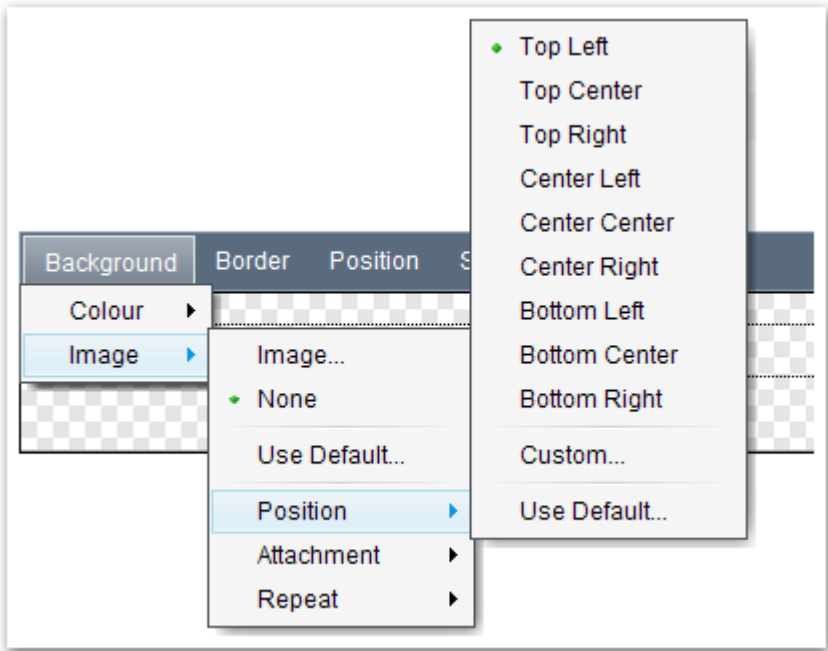 Background Border Position S
Colour
Image
Image...
None
Use Default...
Position
Attachment
Repeat
Top Left
Top Center
Top Right
Center Left
Center Center
Center Right
Bottom Left
Bottom Center
Bottom Right
Custom...
Use Default...